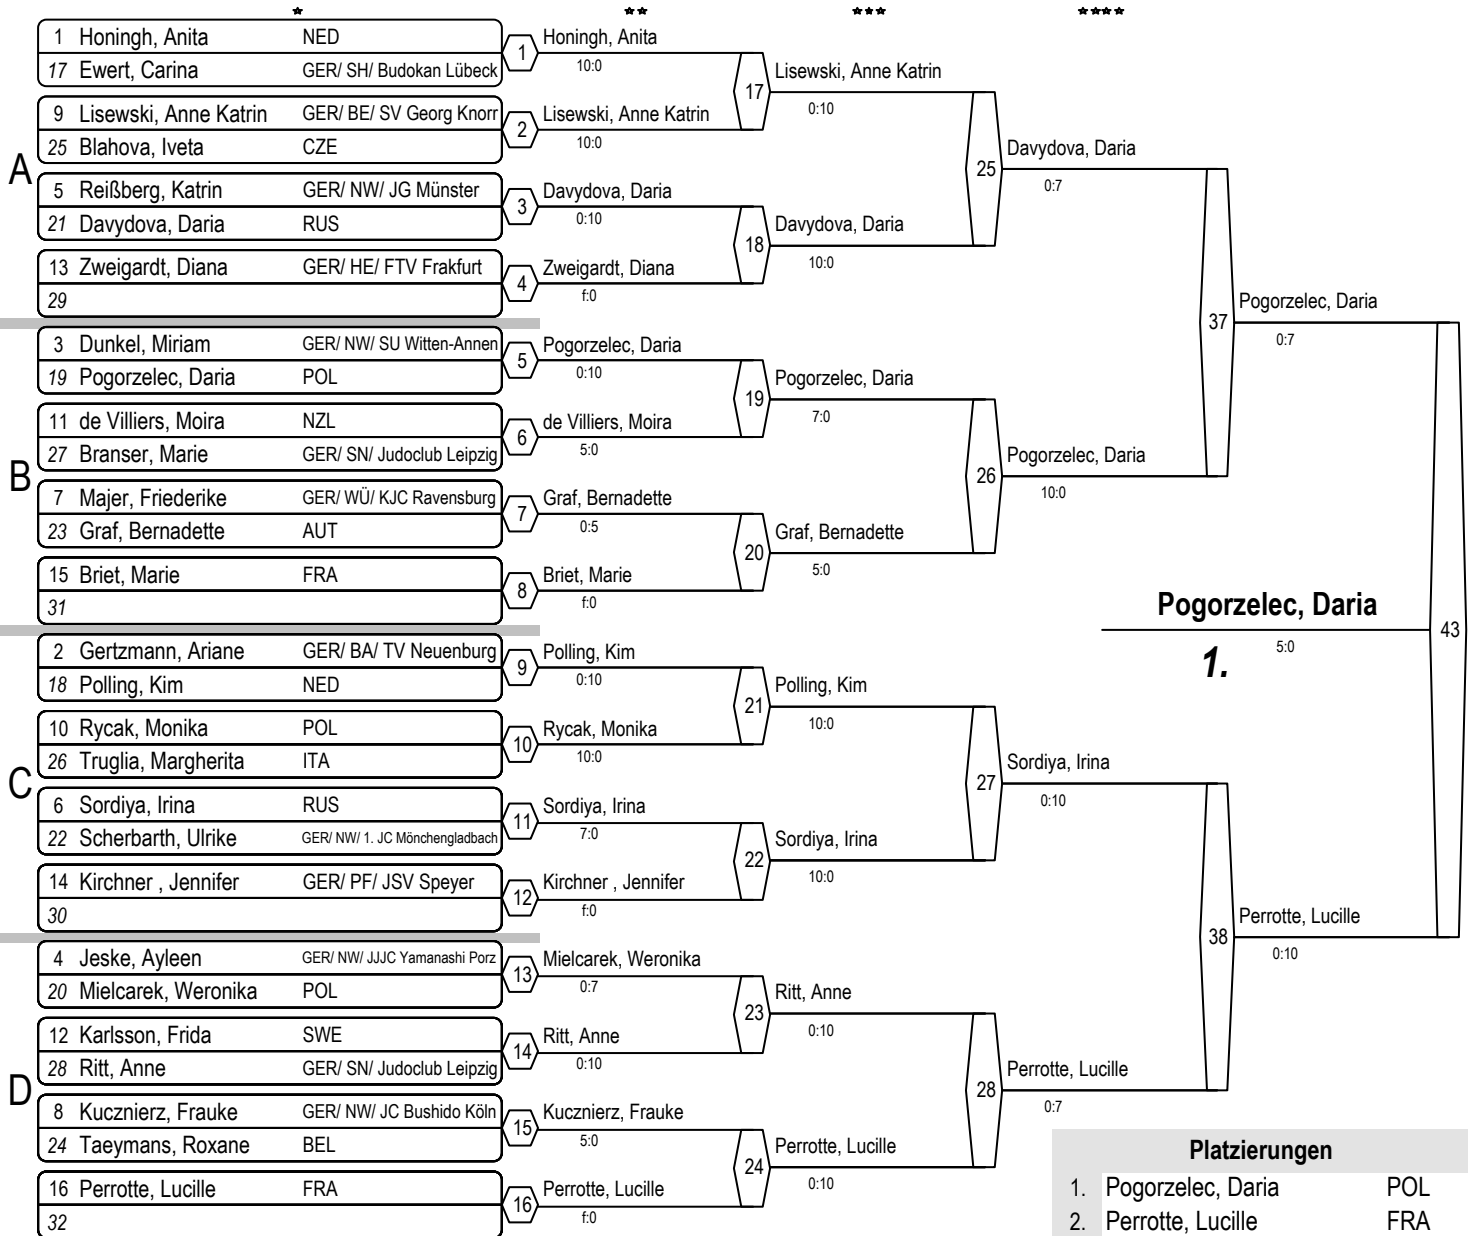 * ** *** ****
A
1 Honingh, Anita NED
17 Ewert, Carina GER/ SH/ Budokan Lübeck
9 Lisewski, Anne Katrin GER/ BE/ SV Georg Knorr
25 Blahova, Iveta CZE
5 Reißberg, Katrin GER/ NW/ JG Münster
21 Davydova, Daria RUS
13 Zweigardt, Diana GER/ HE/ FTV Frakfurt
29
B
3 Dunkel, Miriam GER/ NW/ SU Witten-Annen
19 Pogorzelec, Daria POL
11 de Villiers, Moira NZL
27 Branser, Marie GER/ SN/ Judoclub Leipzig
7 Majer, Friederike GER/ WÜ/ KJC Ravensburg
23 Graf, Bernadette AUT
15 Briet, Marie FRA
31
C
2 Gertzmann, Ariane GER/ BA/ TV Neuenburg
18 Polling, Kim NED
10 Rycak, Monika POL
26 Truglia, Margherita ITA
6 Sordiya, Irina RUS
22 Scherbarth, Ulrike GER/ NW/ 1. JC Mönchengladbach
14 Kirchner , Jennifer GER/ PF/ JSV Speyer
30
D
4 Jeske, Ayleen GER/ NW/ JJJC Yamanashi Porz
20 Mielcarek, Weronika POL
12 Karlsson, Frida SWE
28 Ritt, Anne GER/ SN/ Judoclub Leipzig
8 Kucznierz, Frauke GER/ NW/ JC Bushido Köln
24 Taeymans, Roxane BEL
16 Perrotte, Lucille FRA
32
1 Honingh, Anita
10:0
2 Lisewski, Anne Katrin
10:0
3 Davydova, Daria
0:10
4 Zweigardt, Diana
f:0
5 Pogorzelec, Daria
0:10
6 de Villiers, Moira
5:0
7 Graf, Bernadette
0:5
8 Briet, Marie
f:0
9 Polling, Kim
0:10
10 Rycak, Monika
10:0
11 Sordiya, Irina
7:0
12 Kirchner , Jennifer
f:0
13 Mielcarek, Weronika
0:7
14 Ritt, Anne
0:10
15 Kucznierz, Frauke
5:0
16 Perrotte, Lucille
f:0
17 Lisewski, Anne Katrin
0:10
18 Davydova, Daria
10:0
19 Pogorzelec, Daria
7:0
20 Graf, Bernadette
5:0
21 Polling, Kim
10:0
22 Sordiya, Irina
10:0
23 Ritt, Anne
0:10
24 Perrotte, Lucille
0:10
25 Davydova, Daria
0:7
26 Pogorzelec, Daria
10:0
27 Sordiya, Irina
0:10
28 Perrotte, Lucille
0:7
37 Pogorzelec, Daria
0:7
38 Perrotte, Lucille
0:10
43
Pogorzelec, Daria
1. 5:0
Platzierungen
1. Pogorzelec, Daria POL
2. Perrotte, Lucille FRA